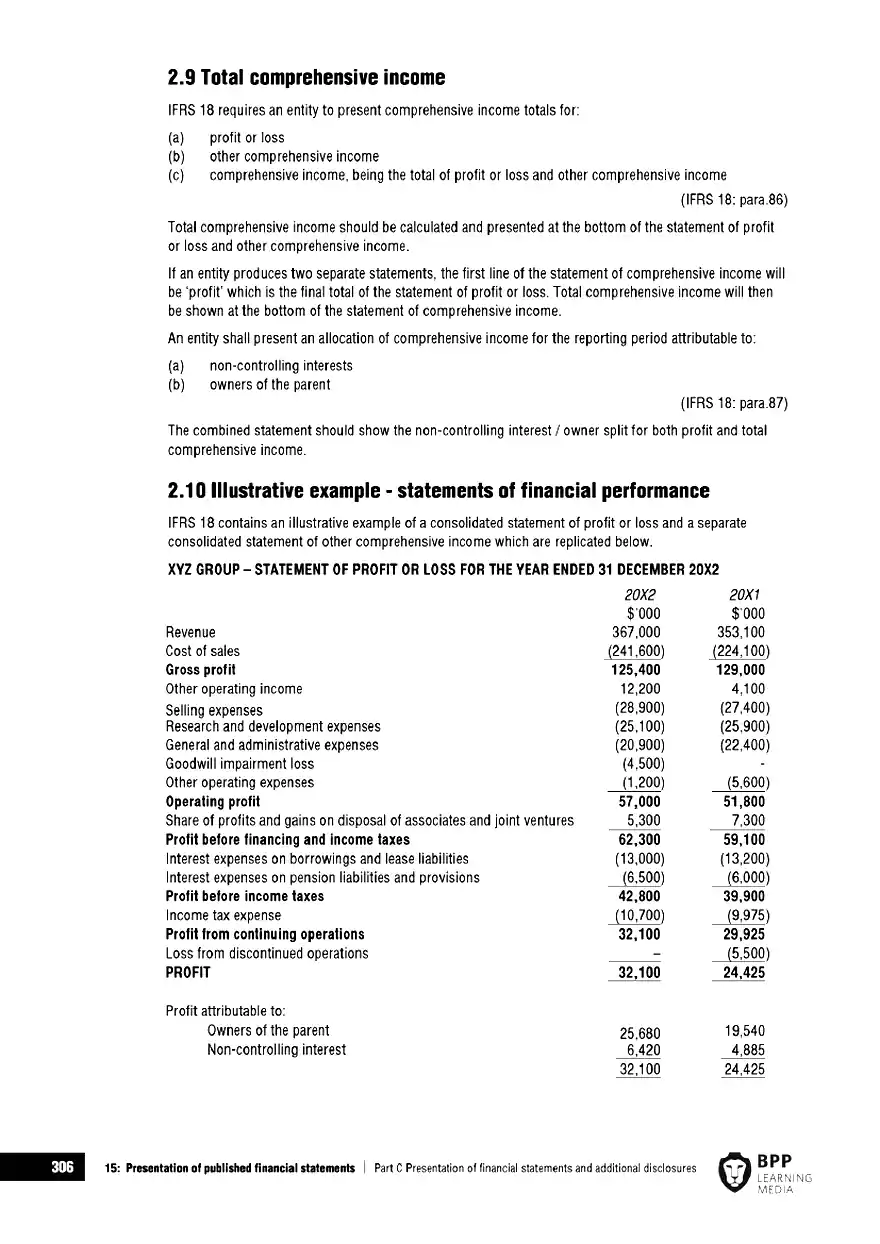 2.9 Total comprehensive income
IFRS 18 requires an entity to present comprehensive income totals for:
(a) profit or loss
(b) other comprehensive income
(c) comprehensive income, being the total of profit or loss and other comprehensive income
(IFRS 18: para.86)
Total comprehensive income should be calculated and presented at the bottom of the statement of profit
or loss and other comprehensive income.
If an entity produces two separate statements, the first line of the statement of comprehensive income will
be 'profit' which is the final total of the statement of profit or loss. Total comprehensive income will then
be shown at the bottom of the statement of comprehensive income.
An entity shall present an allocation of comprehensive income for the reporting period attributable to:
(a) non-controlling interests
(b) owners of the parent
(IFRS 18: para.87)
The combined statement should show the non-controlling interest / owner split for both profit and total
comprehensive income.
2.10 Illustrative example - statements of financial performance
IFRS 18 contains an illustrative example of a consolidated statement of profit or loss and a separate
consolidated statement of other comprehensive income which are replicated below.
XYZ GROUP – STATEMENT OF PROFIT OR LOSS FOR THE YEAR ENDED 31 DECEMBER 20X2
20X2 20X1
$'000 $'000
Revenue 367,000 353,100
Cost of sales (241,600) (224,100)
Gross profit 125,400 129,000
Other operating income 12,200 4,100
Selling expenses (28,900) (27,400)
Research and development expenses (25,100) (25,900)
General and administrative expenses (20,900) (22,400)
Goodwill impairment loss (4,500) -
Other operating expenses (1,200) (5,600)
Operating profit 57,000 51,800
Share of profits and gains on disposal of associates and joint ventures 5,300 7,300
Profit before financing and income taxes 62,300 59,100
Interest expenses on borrowings and lease liabilities (13,000) (13,200)
Interest expenses on pension liabilities and provisions (6,500) (6,000)
Profit before income taxes 42,800 39,900
Income tax expense (10,700) (9,975)
Profit from continuing operations 32,100 29,925
Loss from discontinued operations – (5,500)
PROFIT 32,100 24,425
Profit attributable to:
Owners of the parent 25,680 19,540
Non-controlling interest 6,420 4,885
32,100 24,425
306 15: Presentation of published financial statements | Part C Presentation of financial statements and additional disclosures
BPP
LEARNING
MEDIA